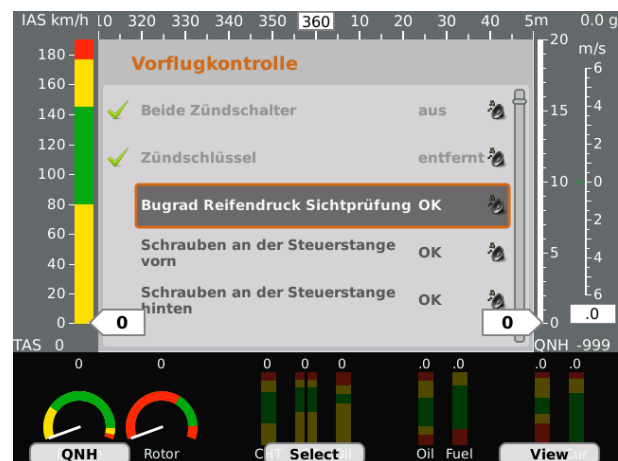 IAS km/h 320 330 340 350 360 10 20 30 40 5m 0.0 g
180 20 m/s
6
Vorflugkontrolle
160
140 Beide Zündschalter aus 15 4
120 2
Zündschlüssel entfernt
100 10 0
80 Bugrad Reifendruck Sichtprüfung OK
2
60 Schrauben an der Steuerstange vorn OK 5
40 4
20 Schrauben an der Steuerstange hinten OK 6
0 0 0 0 .0
TAS 0 QNH -999
0 0 0 0 0 .0 .0 .0 .0
QNH Rotor Select Oil Fuel View